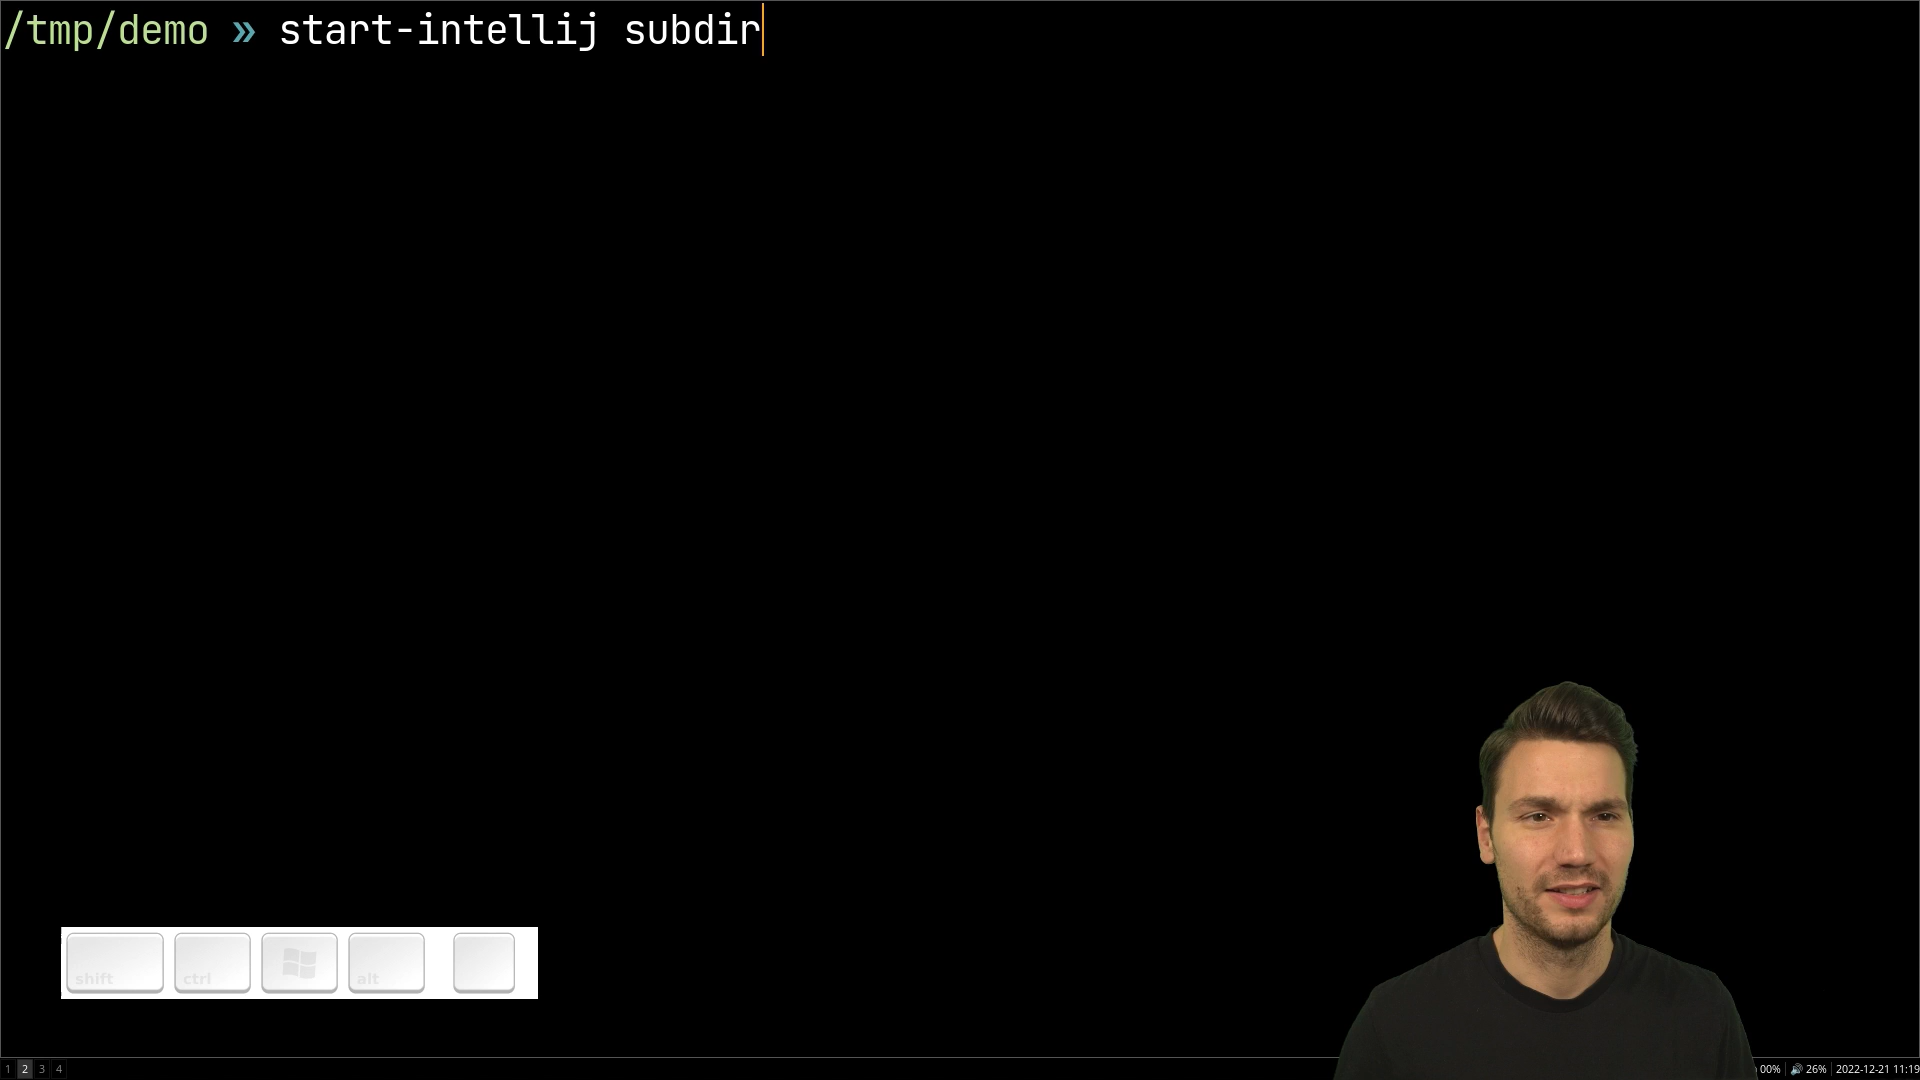 /tmp/demo » start-intellij subdir
shift ctrl alt
1 2 3 4 00% 26% 2022-12-21 11:19